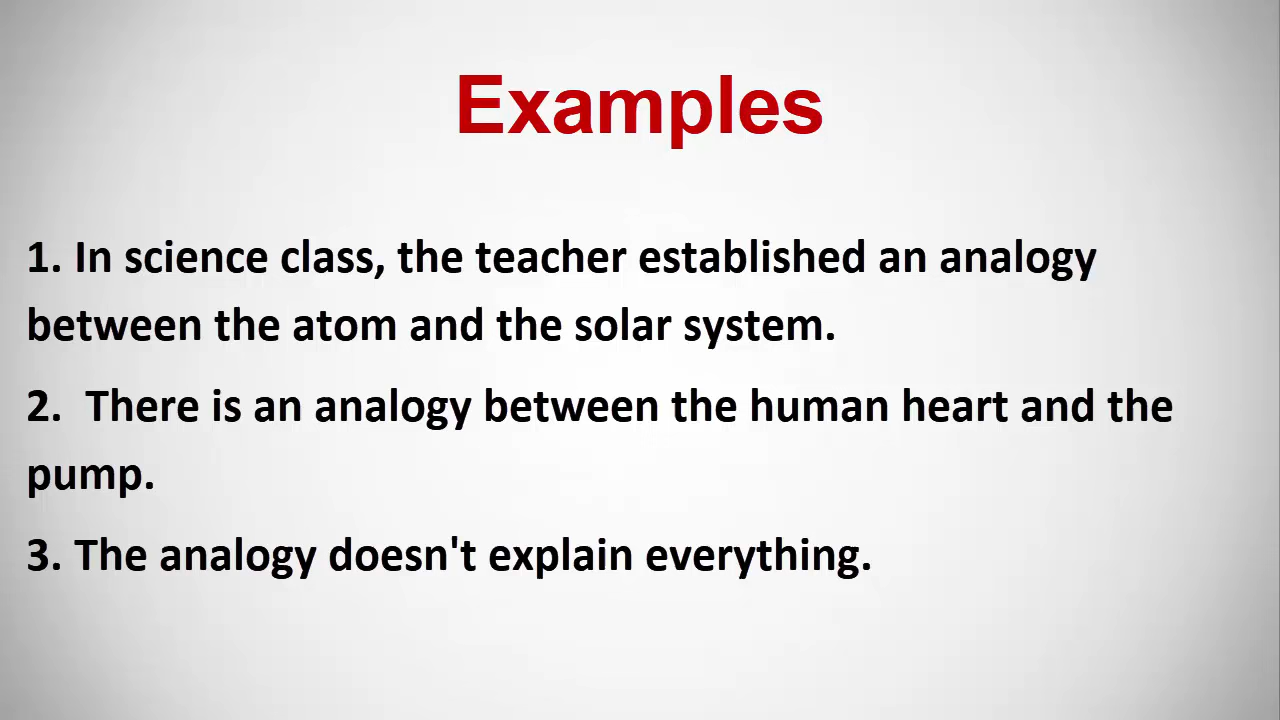 Examples
1. In science class, the teacher established an analogy
between the atom and the solar system.
2.  There is an analogy between the human heart and the
pump.
3. The analogy doesn't explain everything.